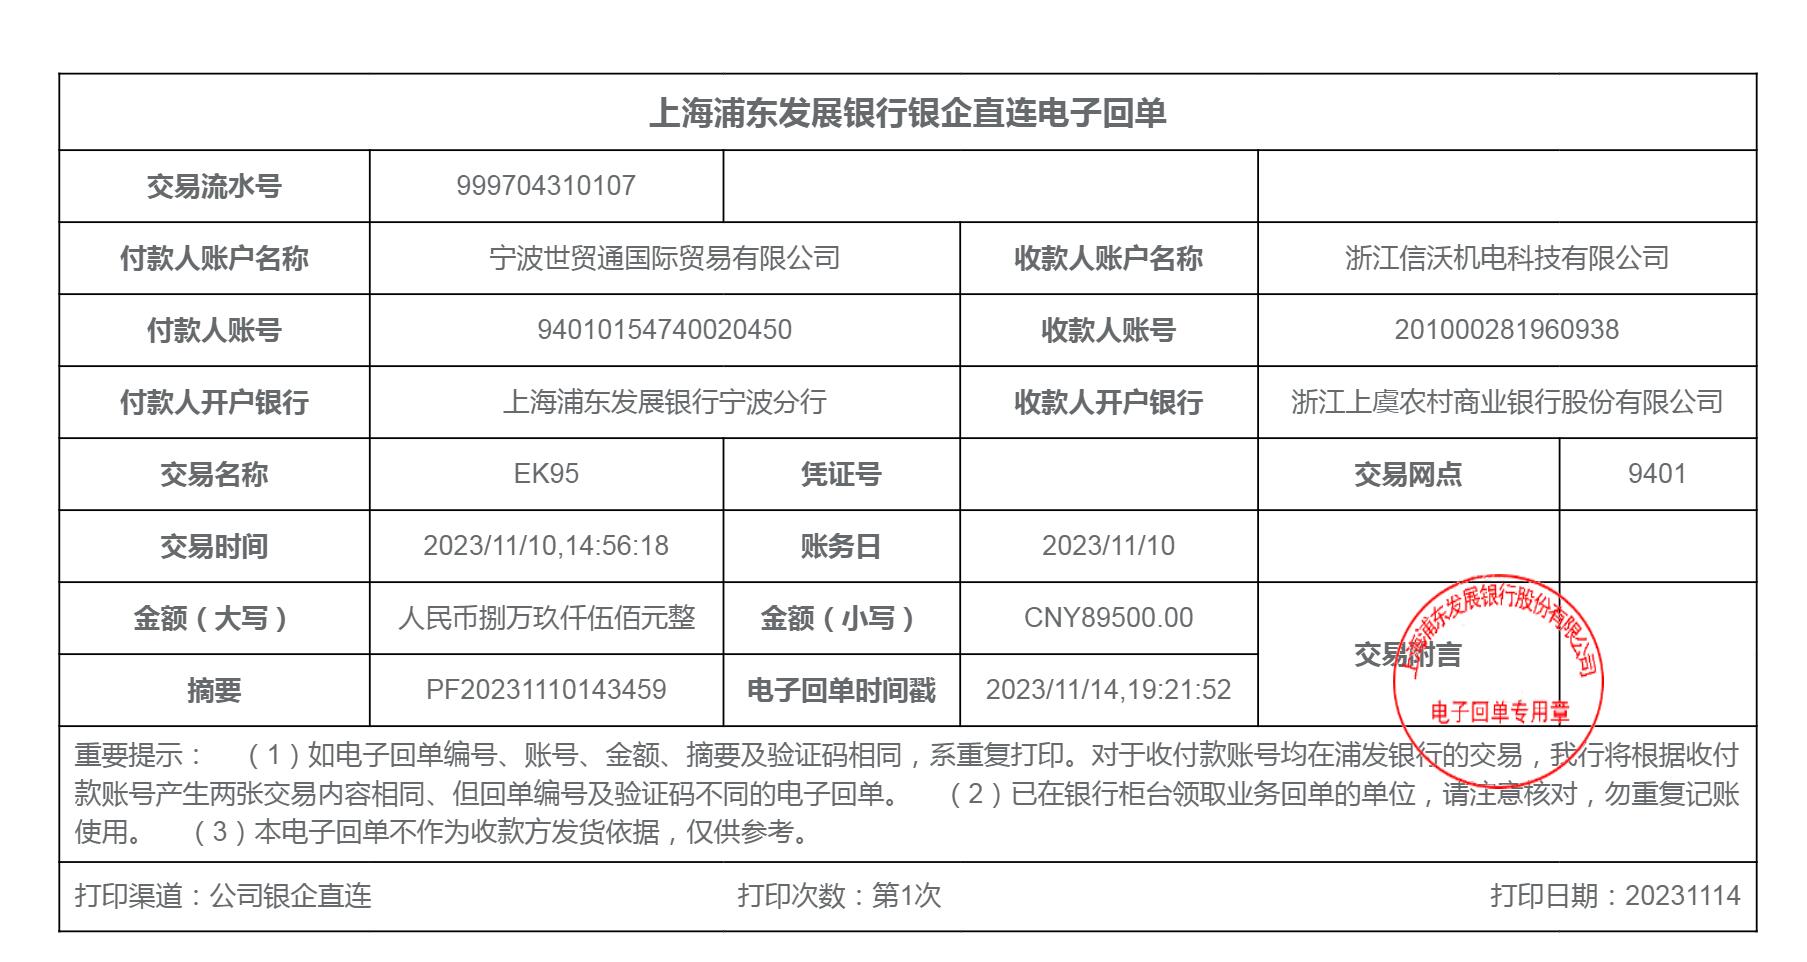 上海浦东发展银行银企直连电子回单
交易流水号 999704310107
付款人账户名称 宁波世贸通国际贸易有限公司 收款人账户名称 浙江信沃机电科技有限公司
付款人账号 94010154740020450 收款人账号 201000281960938
付款人开户银行 上海浦东发展银行宁波分行 收款人开户银行 浙江上虞农村商业银行股份有限公司
交易名称 EK95 凭证号 交易网点 9401
交易时间 2023/11/10,14:56:18 账务日 2023/11/10
金额（大写） 人民币捌万玖仟伍佰元整 金额（小写） CNY89500.00
交易附言
摘要 PF20231110143459 电子回单时间戳 2023/11/14,19:21:52
上海浦东发展银行股份有限公司
电子回单专用章
重要提示： （1）如电子回单编号、账号、金额、摘要及验证码相同，系重复打印。对于收付款账号均在浦发银行的交易，我行将根据收付
款账号产生两张交易内容相同、但回单编号及验证码不同的电子回单。 （2）已在银行柜台领取业务回单的单位，请注意核对，勿重复记账
使用。 （3）本电子回单不作为收款方发货依据，仅供参考。
打印渠道：公司银企直连 打印次数：第1次 打印日期：20231114